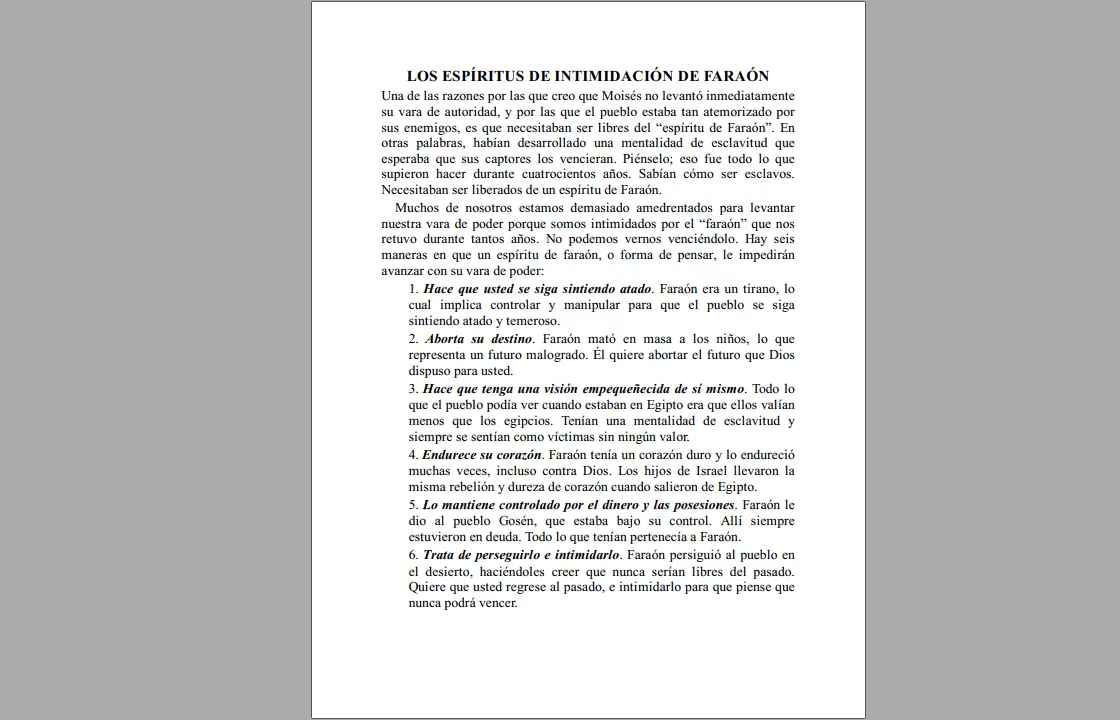 LOS ESPÍRITUS DE INTIMIDACIÓN DE FARAÓN
Una de las razones por las que creo que Moisés no levantó inmediatamente
su vara de autoridad, y por las que el pueblo estaba tan atemorizado por
sus enemigos, es que necesitaban ser libres del “espíritu de Faraón”. En
otras palabras, habían desarrollado una mentalidad de esclavitud que
esperaba que sus captores los vencieran. Piénselo; eso fue todo lo que
supieron hacer durante cuatrocientos años. Sabían cómo ser esclavos.
Necesitaban ser liberados de un espíritu de Faraón.
Muchos de nosotros estamos demasiado amedrentados para levantar
nuestra vara de poder porque somos intimidados por el “faraón” que nos
retuvo durante tantos años. No podemos vernos venciéndolo. Hay seis
maneras en que un espíritu de faraón, o forma de pensar, le impedirán
avanzar con su vara de poder:
1. Hace que usted se siga sintiendo atado. Faraón era un tirano, lo
cual implica controlar y manipular para que el pueblo se siga
sintiendo atado y temeroso.
2. Aborta su destino. Faraón mató en masa a los niños, lo que
representa un futuro malogrado. Él quiere abortar el futuro que Dios
dispuso para usted.
3. Hace que tenga una visión empequeñecida de sí mismo. Todo lo
que el pueblo podía ver cuando estaban en Egipto era que ellos valían
menos que los egipcios. Tenían una mentalidad de esclavitud y
siempre se sentían como víctimas sin ningún valor.
4. Endurece su corazón. Faraón tenía un corazón duro y lo endureció
muchas veces, incluso contra Dios. Los hijos de Israel llevaron la
misma rebelión y dureza de corazón cuando salieron de Egipto.
5. Lo mantiene controlado por el dinero y las posesiones. Faraón le
dio al pueblo Gosén, que estaba bajo su control. Allí siempre
estuvieron en deuda. Todo lo que tenían pertenecía a Faraón.
6. Trata de perseguirlo e intimidarlo. Faraón persiguió al pueblo en
el desierto, haciéndoles creer que nunca serían libres del pasado.
Quiere que usted regrese al pasado, e intimidarlo para que piense que
nunca podrá vencer.